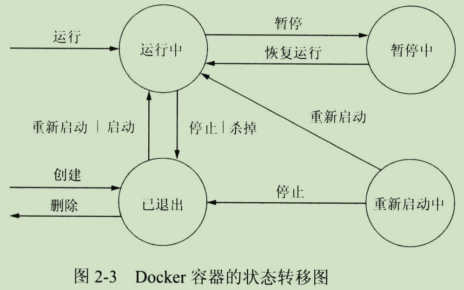 运行
暂停
运行中
恢复运行
暂停中
重新启动 | 启动
停止 | 杀掉
重新启动
创建
删除
已退出
停止
重新启动中
图 2-3 Docker 容器的状态转移图